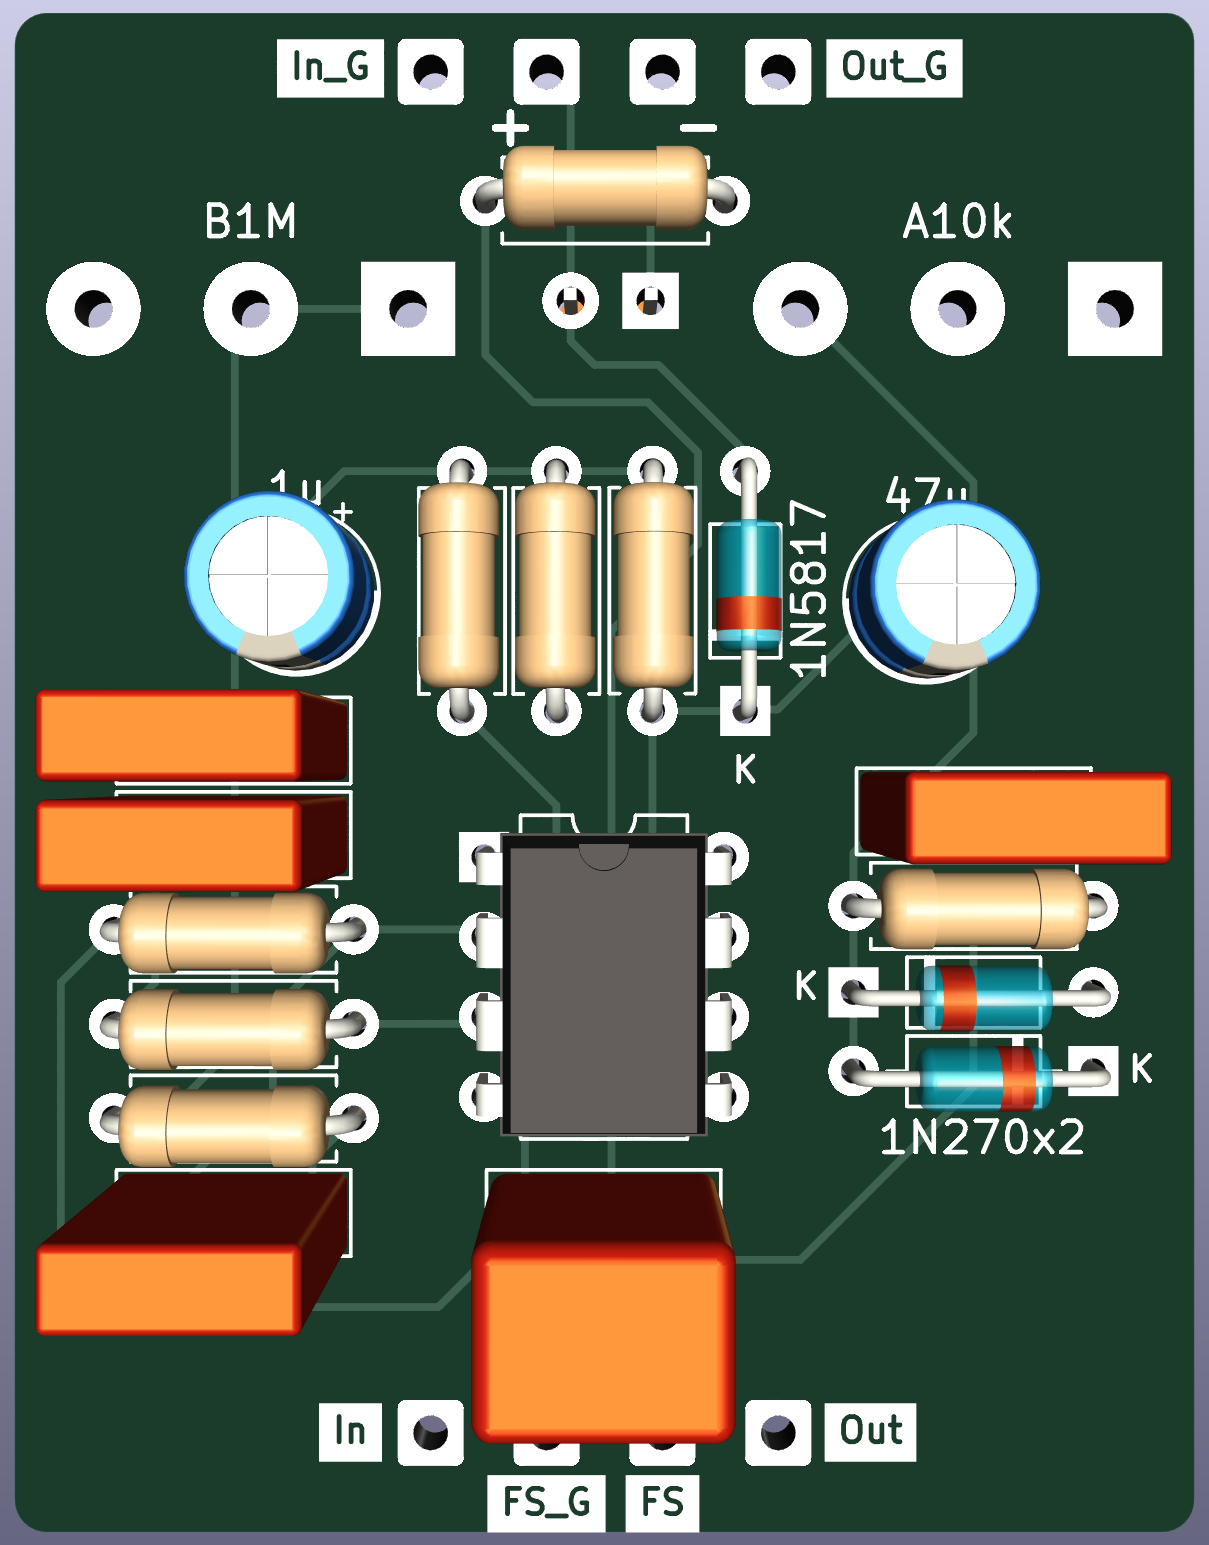 In_G
Out_G
+ −
B1M
A10k
1u
+
47u
1N5817
K
K
K
1N270x2
In
Out
FS_G
FS